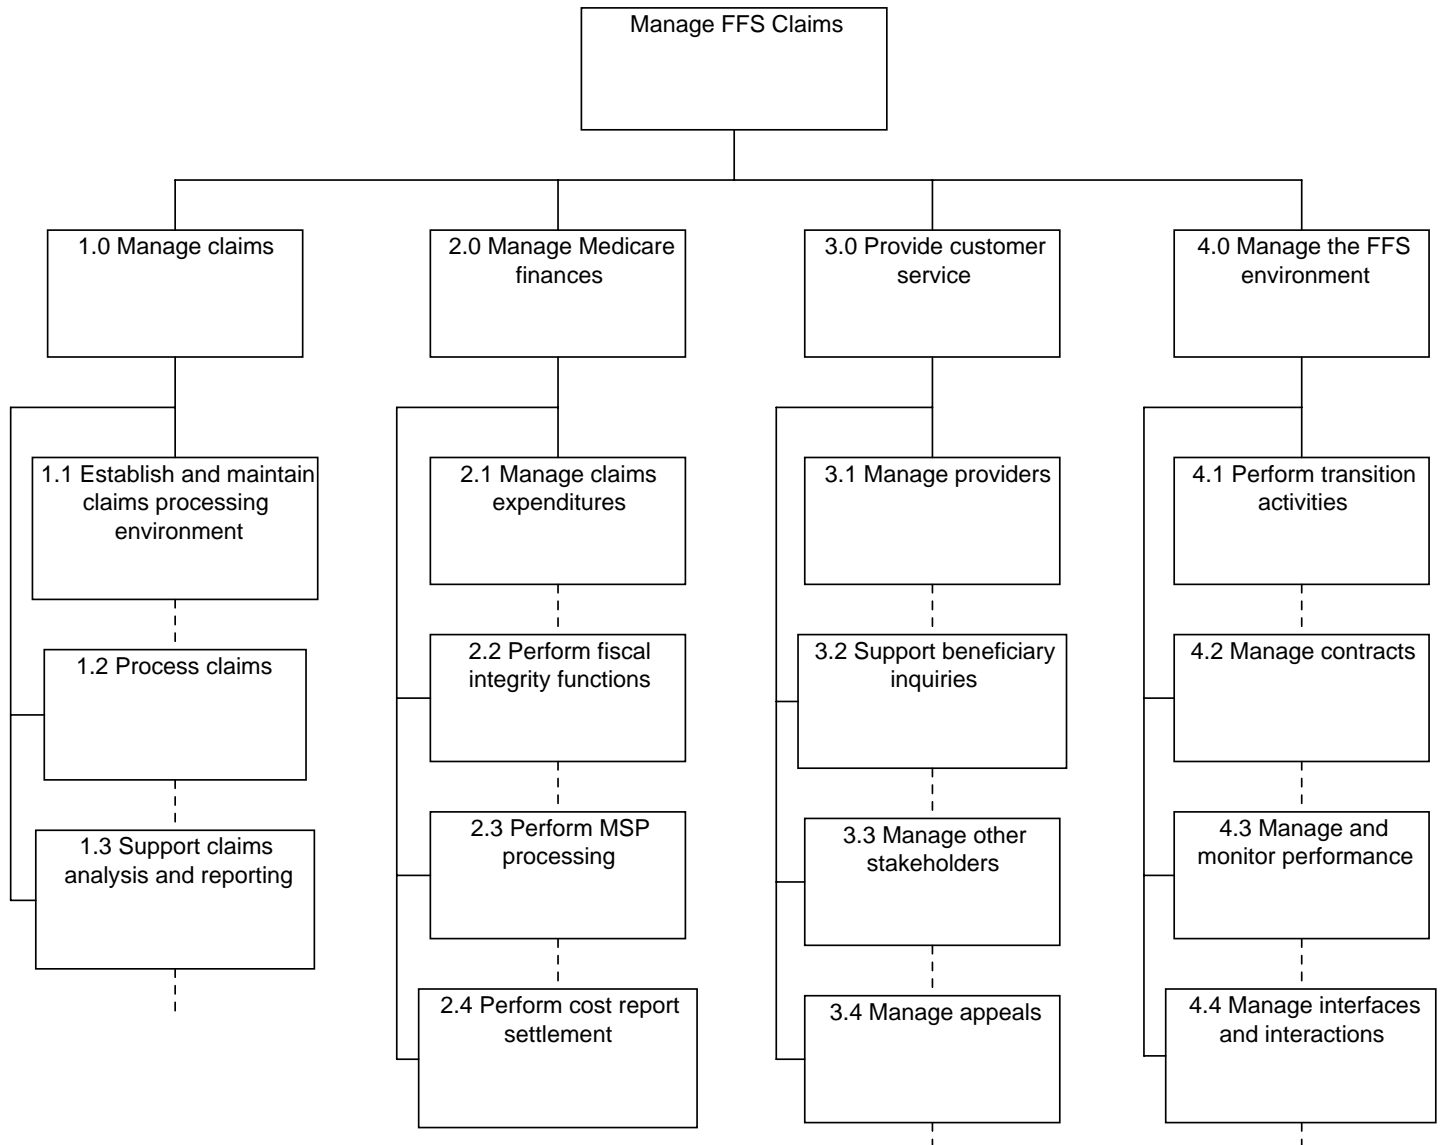 Manage FFS Claims
1.0 Manage claims
2.0 Manage Medicare
finances
3.0 Provide customer
service
4.0 Manage the FFS
environment
1.1 Establish and maintain
claims processing
environment
2.1 Manage claims
expenditures
3.1 Manage providers
4.1 Perform transition
activities
1.2 Process claims
2.2 Perform fiscal
integrity functions
3.2 Support beneficiary
inquiries
4.2 Manage contracts
1.3 Support claims
analysis and reporting
2.3 Perform MSP
processing
3.3 Manage other
stakeholders
4.3 Manage and
monitor performance
2.4 Perform cost report
settlement
3.4 Manage appeals
4.4 Manage interfaces
and interactions